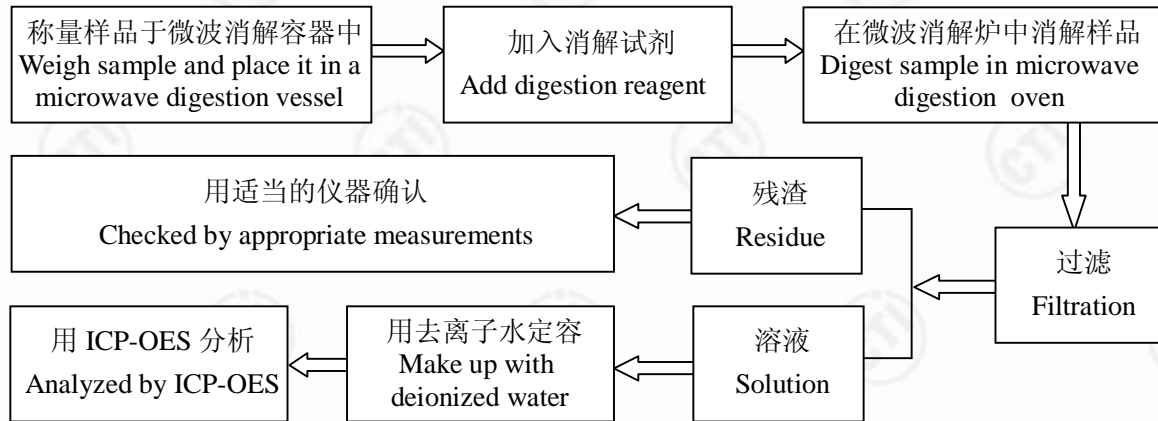 称量样品于微波消解容器中
Weigh sample and place it in a
microwave digestion vessel
加入消解试剂
Add digestion reagent
在微波消解炉中消解样品
Digest sample in microwave
digestion oven
过滤
Filtration
残渣
Residue
用适当的仪器确认
Checked by appropriate measurements
溶液
Solution
用去离子水定容
Make up with
deionized water
用 ICP-OES 分析
Analyzed by ICP-OES
CTI
CTI